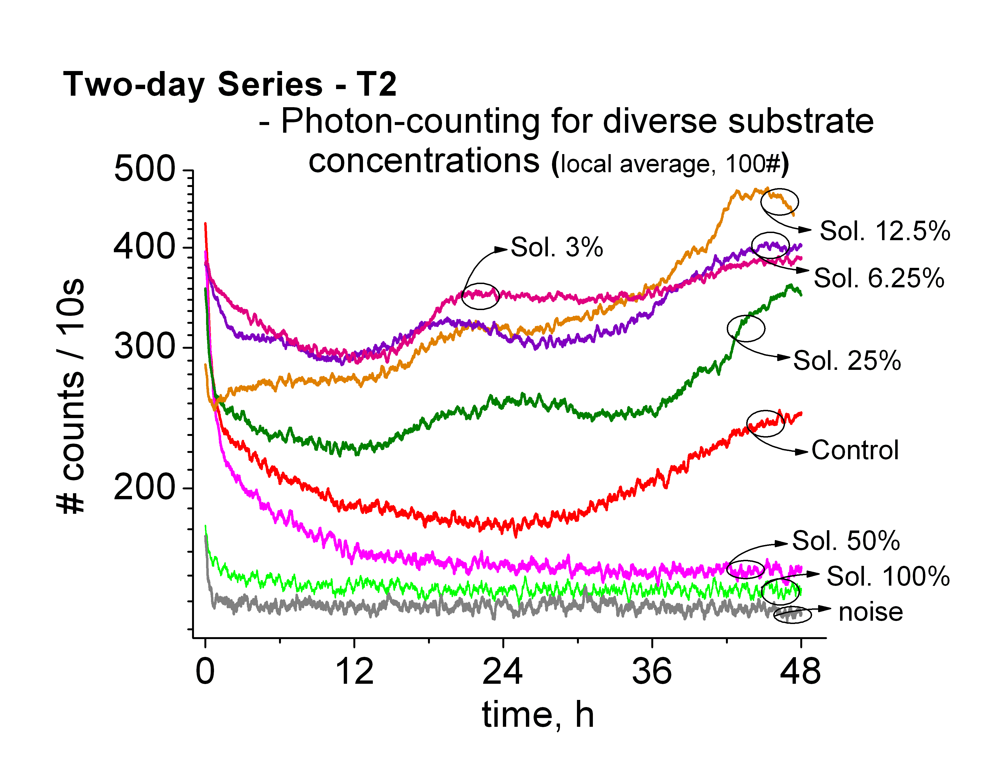 Two-day Series - T2
- Photon-counting for diverse substrate
concentrations (local average, 100#)
# counts / 10s
500
400
300
200
Sol. 3%
Sol. 12.5%
Sol. 6.25%
Sol. 25%
Control
Sol. 50%
Sol. 100%
noise
0 12 24 36 48
time, h